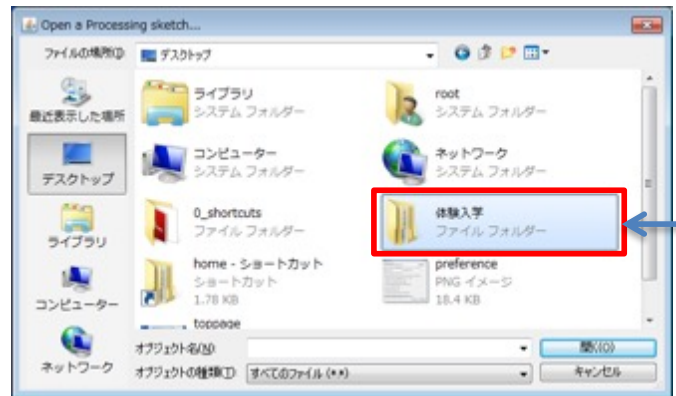 Open a Processing sketch...
ファイルの場所(I)
デスクトップ
最近表示した場所
デスクトップ
ライブラリ
コンピューター
ネットワーク
ライブラリ
システム フォルダー
root
システム フォルダー
コンピューター
システム フォルダー
ネットワーク
システム フォルダー
0_shortcuts
ファイル フォルダー
体験入学
ファイル フォルダー
home - ショートカット
ショートカット
1.78 KB
preference
PNG イメージ
18.4 KB
toppage
オブジェクト名(N)
開く(O)
オブジェクトの種類(T)
すべてのファイル (*.*)
キャンセル